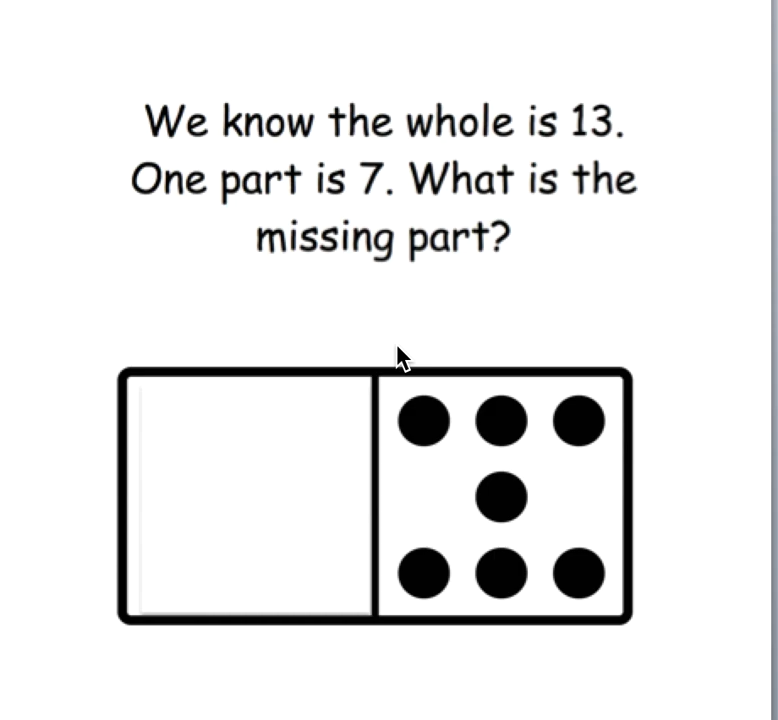 We know the whole is 13.
One part is 7. What is the
missing part?